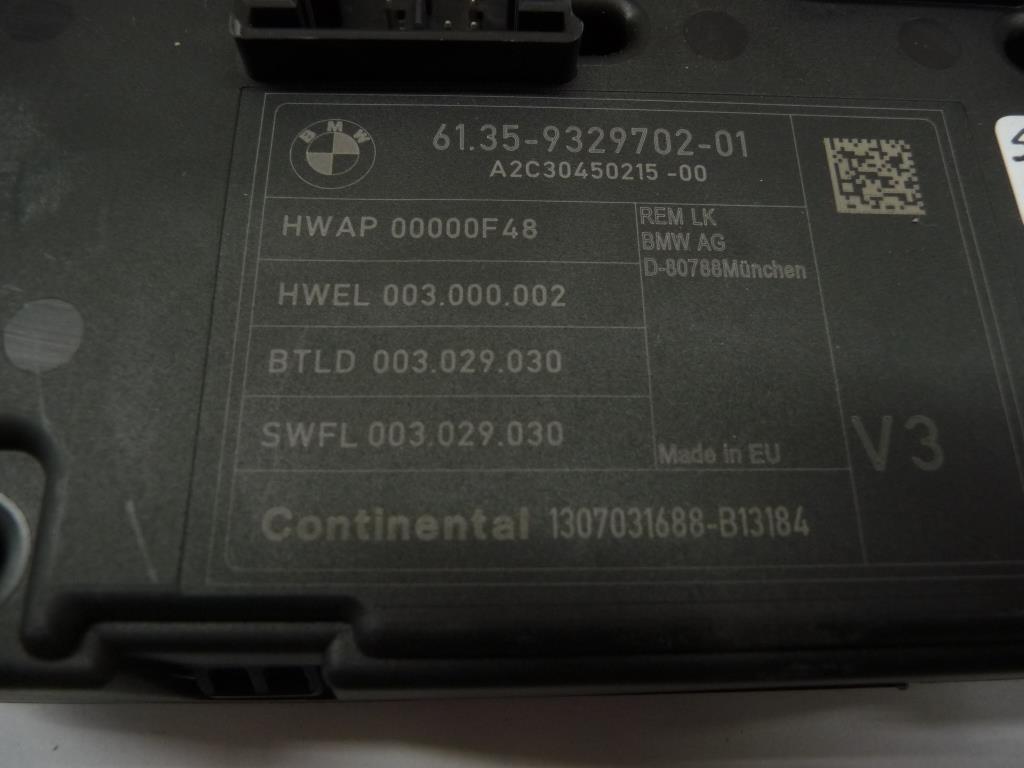 BMW
61.35-9329702-01
A2C30450215-00
HWAP 00000F48
REM LK
BMW AG
D-80788München
HWEL 003.000.002
BTLD 003.029.030
SWFL 003.029.030
Made in EU
V3
Continental 1307031688-B13184